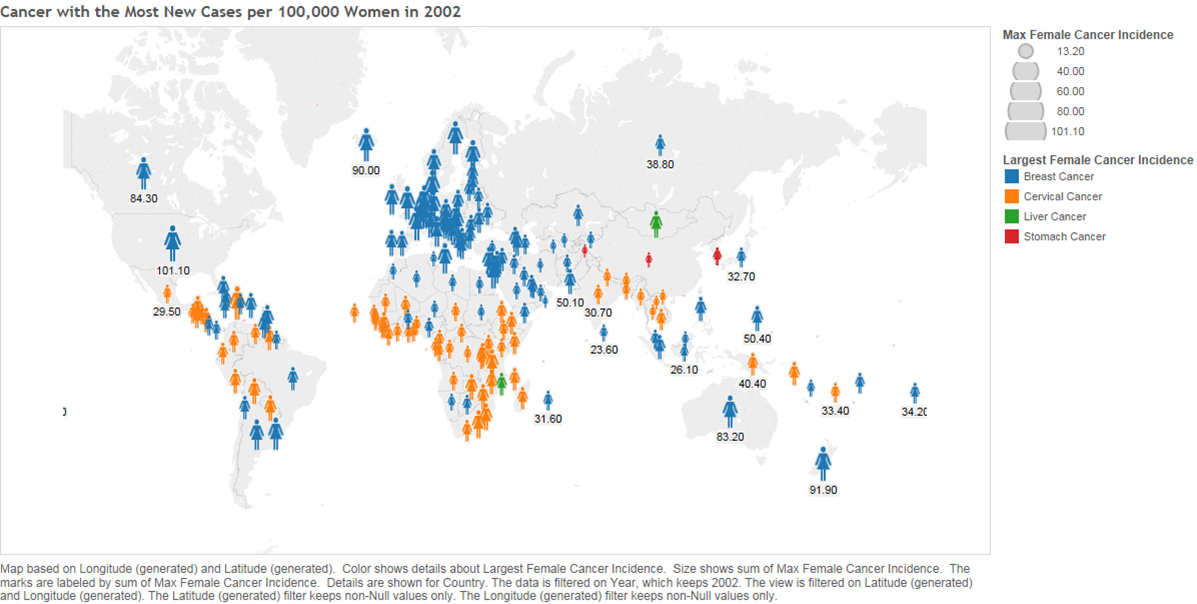 Cancer with the Most New Cases per 100,000 Women in 2002
Max Female Cancer Incidence
13.20
40.00
60.00
80.00
101.10
Largest Female Cancer Incidence
Breast Cancer
Cervical Cancer
Liver Cancer
Stomach Cancer
90.00
38.80
84.30
101.10
32.70
29.50
50.10
30.70
50.40
23.60
26.10
40.40
31.60
33.40
34.20
0
83.20
91.90
Map based on Longitude (generated) and Latitude (generated).  Color shows details about Largest Female Cancer Incidence.  Size shows sum of Max Female Cancer Incidence.  The
marks are labeled by sum of Max Female Cancer Incidence.  Details are shown for Country. The data is filtered on Year, which keeps 2002. The view is filtered on Latitude (generated)
and Longitude (generated). The Latitude (generated) filter keeps non-Null values only. The Longitude (generated) filter keeps non-Null values only.